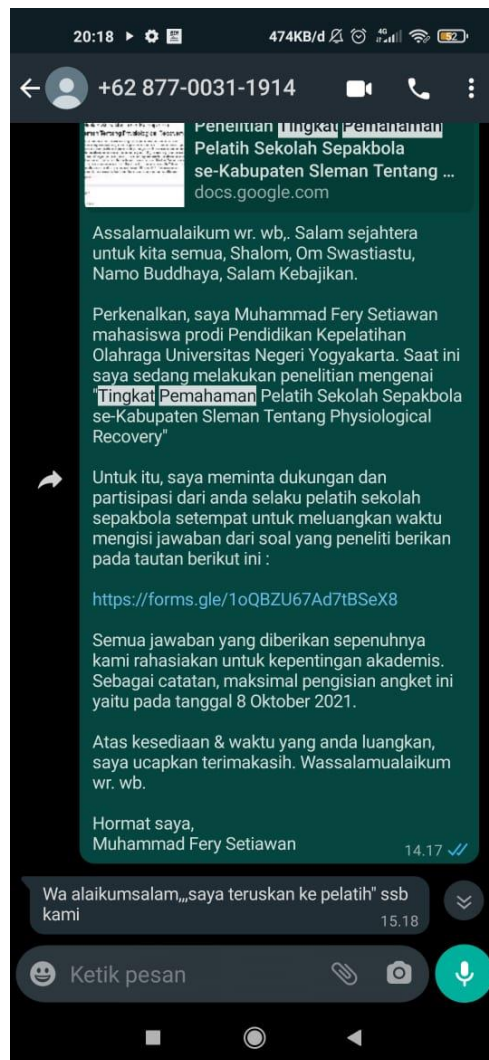 20:18
474KB/d
4G
52
+62 877-0031-1914
Penelitian Tingkat Pemahaman
Pelatih Sekolah Sepakbola
se-Kabupaten Sleman Tentang ...
docs.google.com
Assalamualaikum wr. wb,. Salam sejahtera
untuk kita semua, Shalom, Om Swastiastu,
Namo Buddhaya, Salam Kebajikan.
Perkenalkan, saya Muhammad Fery Setiawan
mahasiswa prodi Pendidikan Kepelatihan
Olahraga Universitas Negeri Yogyakarta. Saat ini
saya sedang melakukan penelitian mengenai
"Tingkat Pemahaman Pelatih Sekolah Sepakbola
se-Kabupaten Sleman Tentang Physiological
Recovery"
Untuk itu, saya meminta dukungan dan
partisipasi dari anda selaku pelatih sekolah
sepakbola setempat untuk meluangkan waktu
mengisi jawaban dari soal yang peneliti berikan
pada tautan berikut ini :
https://forms.gle/1oQBZU67Ad7tBSeX8
Semua jawaban yang diberikan sepenuhnya
kami rahasiakan untuk kepentingan akademis.
Sebagai catatan, maksimal pengisian angket ini
yaitu pada tanggal 8 Oktober 2021.
Atas kesediaan & waktu yang anda luangkan,
saya ucapkan terimakasih. Wassalamualaikum
wr. wb.
Hormat saya,
Muhammad Fery Setiawan
14.17
Wa alaikumsalam,,,saya teruskan ke pelatih" ssb
kami
15.18
Ketik pesan